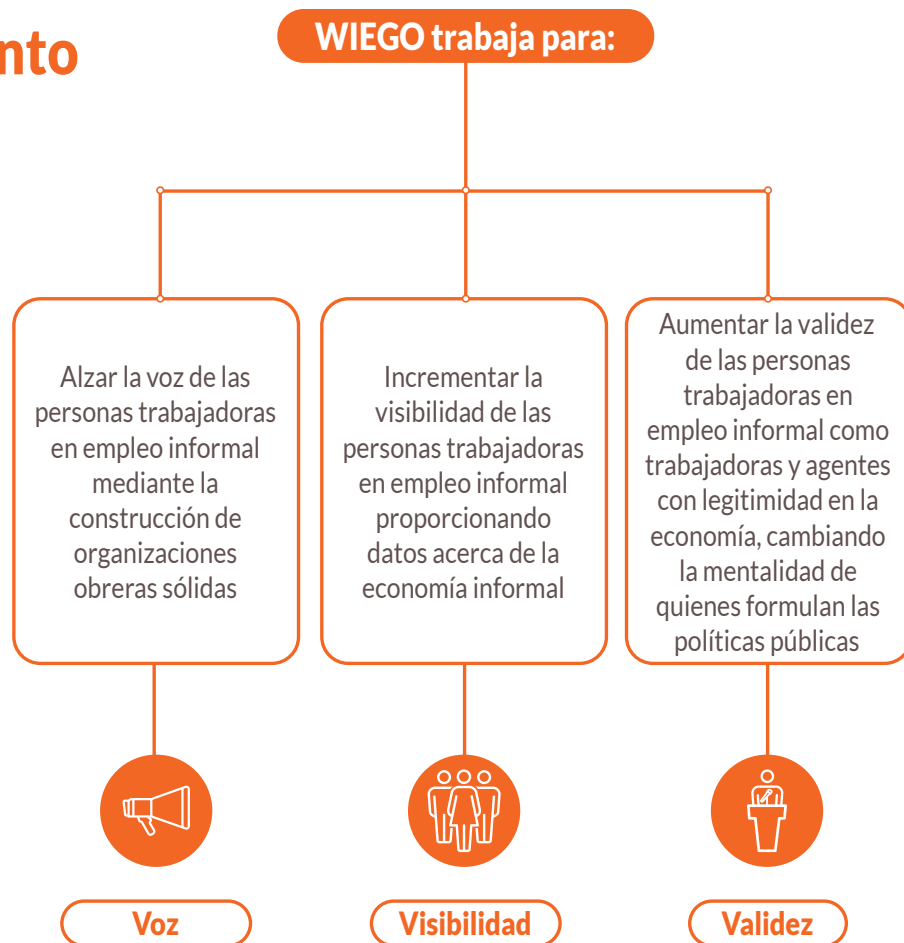 nto
WIEGO trabaja para:
Alzar la voz de las
personas trabajadoras
en empleo informal
mediante la
construcción de
organizaciones
obreras sólidas
Incrementar la
visibilidad de las
personas trabajadoras
en empleo informal
proporcionando
datos acerca de la
economía informal
Aumentar la validez
de las personas
trabajadoras en
empleo informal como
trabajadoras y agentes
con legitimidad en la
economía, cambiando
la mentalidad de
quienes formulan las
políticas públicas
Voz
Visibilidad
Validez